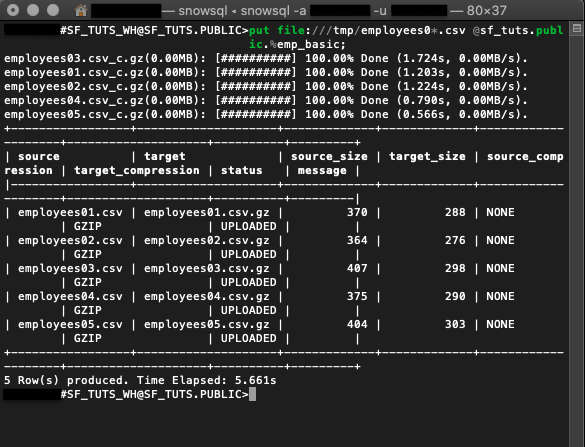 — snowsql ◂ snowsql -a -u — 80×37
#SF_TUTS_WH@SF_TUTS.PUBLIC>put file:///tmp/employees0*.csv @sf_tuts.publ
ic.%emp_basic;
employees03.csv_c.gz(0.00MB): [##########] 100.00% Done (1.724s, 0.00MB/s).
employees01.csv_c.gz(0.00MB): [##########] 100.00% Done (1.203s, 0.00MB/s).
employees02.csv_c.gz(0.00MB): [##########] 100.00% Done (1.224s, 0.00MB/s).
employees04.csv_c.gz(0.00MB): [##########] 100.00% Done (0.790s, 0.00MB/s).
employees05.csv_c.gz(0.00MB): [##########] 100.00% Done (0.566s, 0.00MB/s).
| source | target | source_size | target_size | source_comp
ression | target_compression | status | message |
| employees01.csv | employees01.csv.gz | 370 | 288 | NONE
| GZIP | UPLOADED | |
| employees02.csv | employees02.csv.gz | 364 | 276 | NONE
| GZIP | UPLOADED | |
| employees03.csv | employees03.csv.gz | 407 | 298 | NONE
| GZIP | UPLOADED | |
| employees04.csv | employees04.csv.gz | 375 | 290 | NONE
| GZIP | UPLOADED | |
| employees05.csv | employees05.csv.gz | 404 | 303 | NONE
| GZIP | UPLOADED | |
5 Row(s) produced. Time Elapsed: 5.661s
#SF_TUTS_WH@SF_TUTS.PUBLIC>